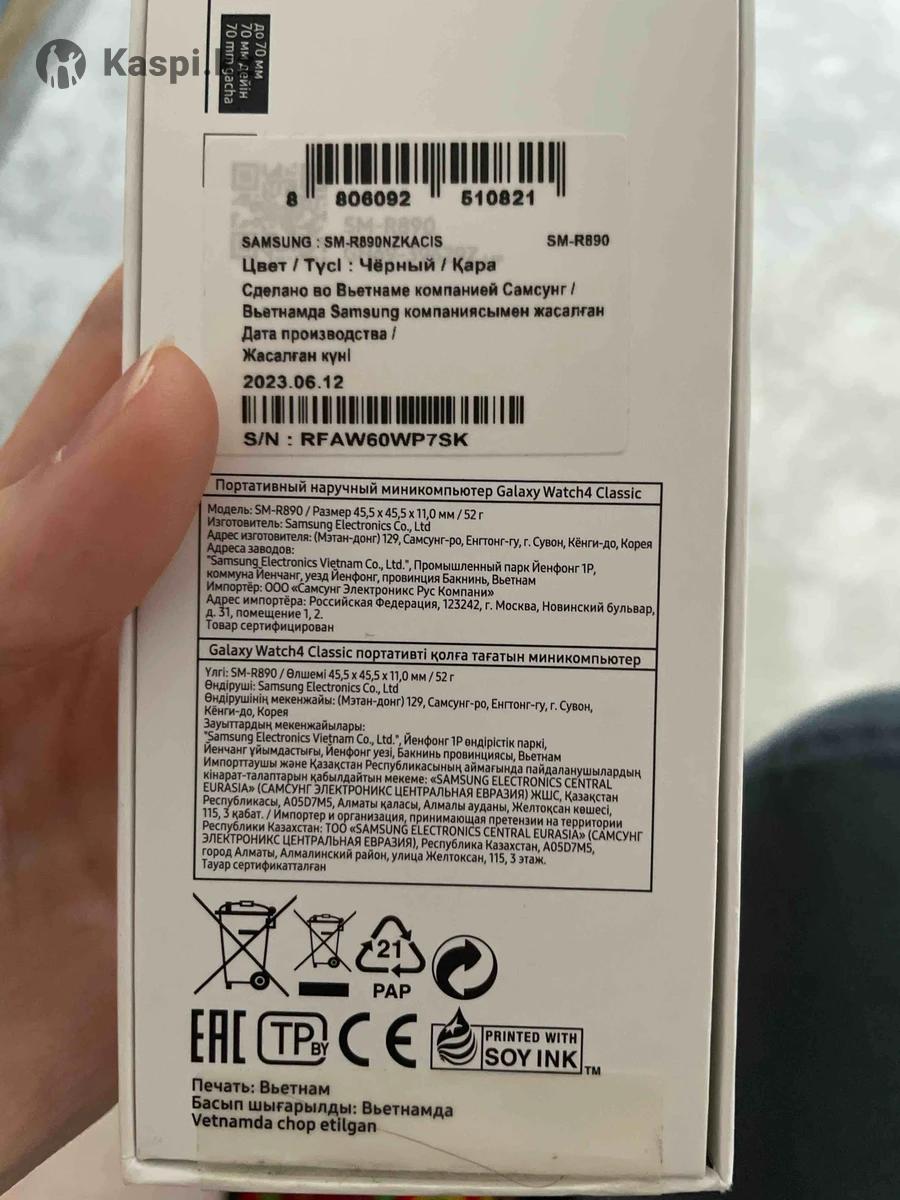 Kaspi.
до 70 мм
70 мм дейін
70 mm gacha
8 806092 510821
SM-R890
SAMSUNG : SM-R890NZKACIS SM-R890
Цвет / Түсі : Чёрный / Қара
Сделано во Вьетнаме компанией Самсунг /
Вьетнамда Samsung компаниясымен жасалған
Дата производства /
Жасалған күні
2023.06.12
S/N : RFAW60WP7SK
Портативный наручный миникомпьютер Galaxy Watch4 Classic
Модель: SM-R890 / Размер 45,5 x 45,5 x 11,0 мм / 52 г
Изготовитель: Samsung Electronics Co., Ltd
Адрес изготовителя: (Мэтан-донг) 129, Самсунг-ро, Енгтонг-гу, г. Сувон, Кёнги-до, Корея
Адреса заводов:
"Samsung Electronics Vietnam Co., Ltd.", Промышленный парк Йенфонг 1Р,
коммуна Йенчанг, уезд Йенфонг, провинция Бакнинь, Вьетнам
Импортёр: ООО «Самсунг Электроникс Рус Компани»
Адрес импортёра: Российская Федерация, 123242, г. Москва, Новинский бульвар,
д. 31, помещение 1, 2.
Товар сертифицирован
Galaxy Watch4 Classic портативті қолға тағатын миникомпьютер
Үлгі: SM-R890 / Өлшемі 45,5 x 45,5 x 11,0 мм / 52 г
Өндіруші: Samsung Electronics Co., Ltd
Өндірушінің мекенжайы: (Мэтан-донг) 129, Самсунг-ро, Енгтонг-гу, г. Сувон,
Кёнги-до, Корея
Зауыттардың мекенжайлары:
"Samsung Electronics Vietnam Co., Ltd.", Йенфонг 1Р өндірістік паркі,
Йенчанг ұйымдастығы, Йенфонг уезі, Бакнинь провинциясы, Вьетнам
Импорттаушы және Қазақстан Республикасының аймағында пайдаланушылардың
кінарат-талаптарын қабылдайтын мекеме: «SAMSUNG ELECTRONICS CENTRAL
EURASIA» (САМСУНГ ЭЛЕКТРОНИКС ЦЕНТРАЛЬНАЯ ЕВРАЗИЯ) ЖШС, Қазақстан
Республикасы, A05D7M5, Алматы қаласы, Алмалы ауданы, Желтоқсан көшесі,
115, 3 қабат. / Импортер и организация, принимающая претензии на территории
Республики Казахстан: ТОО «SAMSUNG ELECTRONICS CENTRAL EURASIA» (САМСУНГ
ЭЛЕКТРОНИКС ЦЕНТРАЛЬНАЯ ЕВРАЗИЯ), Республика Казахстан, A05D7M5,
город Алматы, Алмалинский район, улица Желтоксан, 115, 3 этаж.
Тауар сертификатталған
21
PAP
EAC TP BY CE PRINTED WITH
SOY INK TM
Печать: Вьетнам
Басып шығарылды: Вьетнамда
Vetnamda chop etilgan